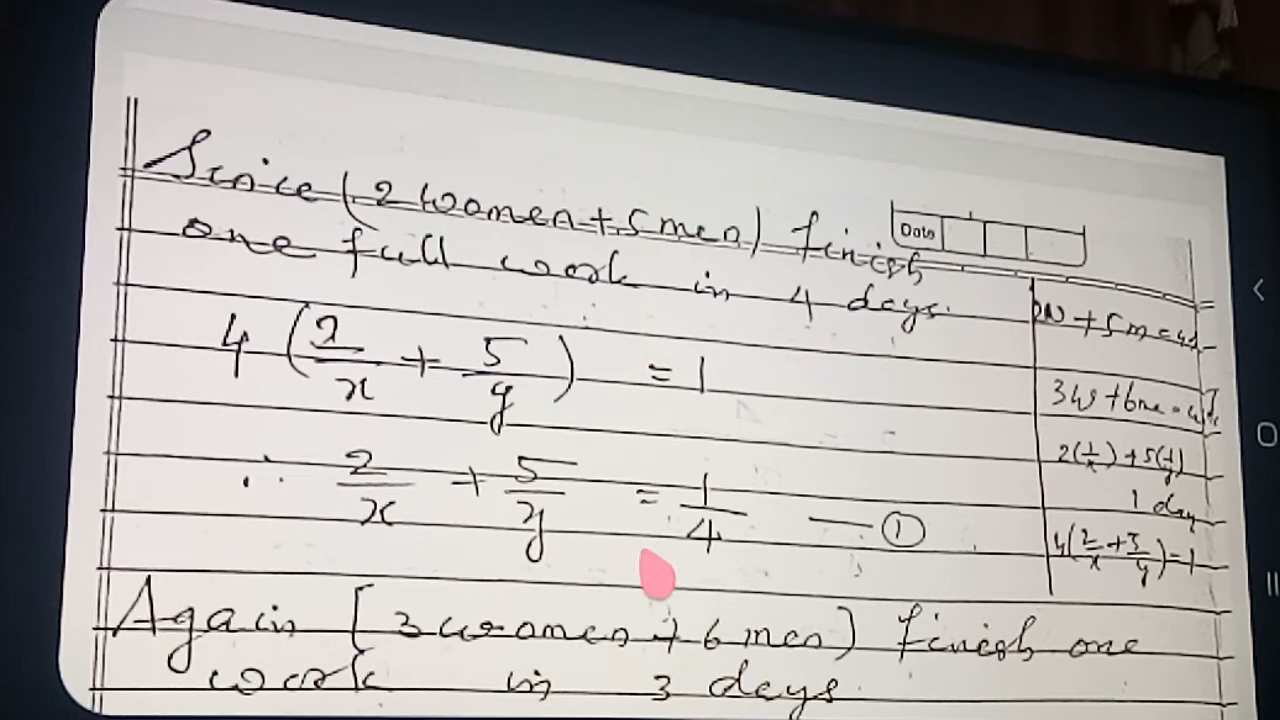 Since (2 women + 5 men) finish
Date
one full work in 4 days.
4 (2/x + 5/y) = 1
∴ 2/x + 5/y = 1/4 — ①
Again [3 women + 6 men) finish one
work in 3 days.
2W + 5m = 4d
3W + 6m =
2(1/x) + 5(1/y)
1 day
4(2/x + 5/y) = 1